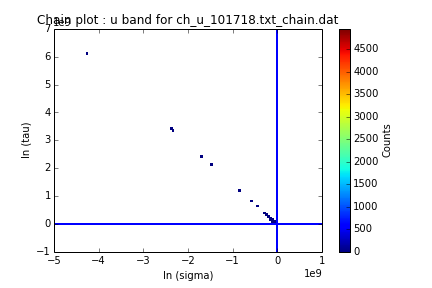 Chain plot : u band for ch_u_101718.txt_chain.dat
1e9
7
6
5
4
3
2
1
0
−1
ln (tau)
−5 −4 −3 −2 −1 0 1
1e9
ln (sigma)
4500
4000
3500
3000
2500
2000
1500
1000
500
0
Counts